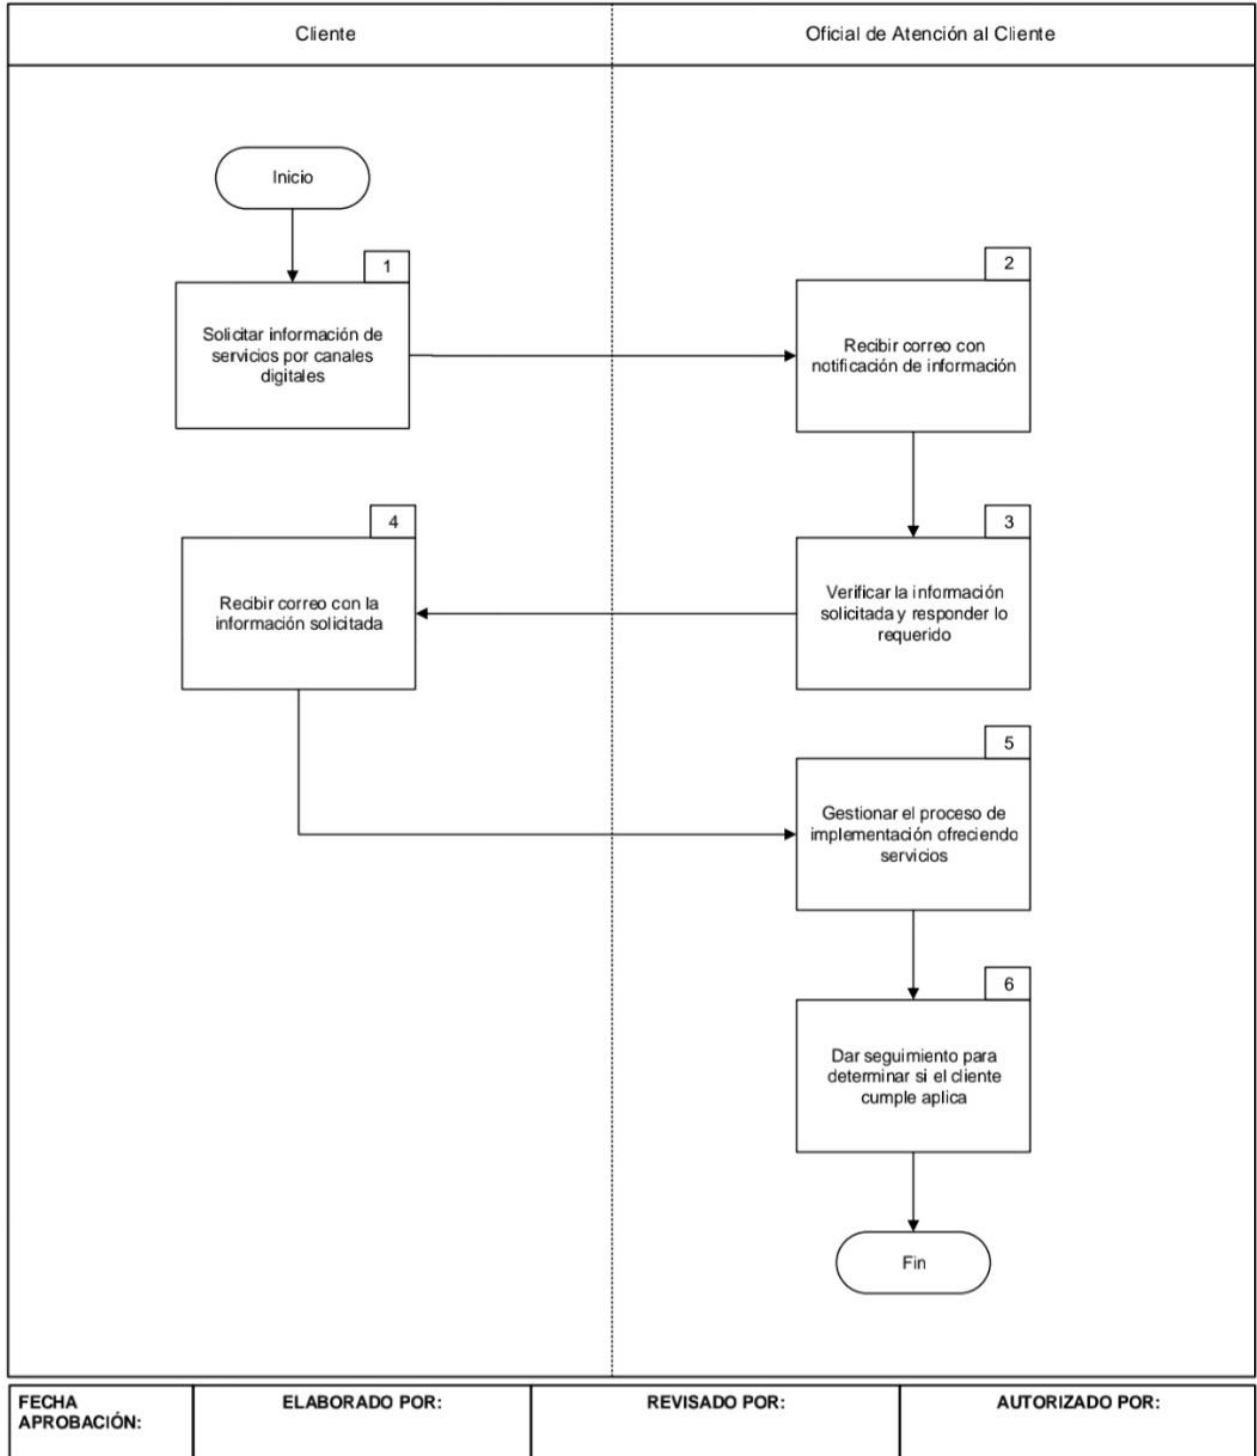 Cliente
Oficial de Atención al Cliente
Inicio
1
Solicitar información de
servicios por canales
digitales
2
Recibir correo con
notificación de información
3
Verificar la información
solicitada y responder lo
requerido
4
Recibir correo con la
información solicitada
5
Gestionar el proceso de
implementación ofreciendo
servicios
6
Dar seguimiento para
determinar si el cliente
cumple aplica
Fin
FECHA
APROBACIÓN:
ELABORADO POR:
REVISADO POR:
AUTORIZADO POR: